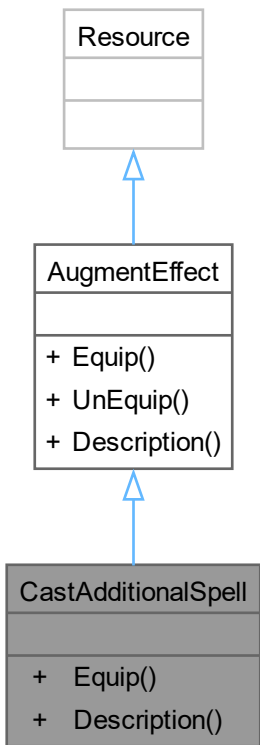 Resource
AugmentEffect
+ Equip()
+ UnEquip()
+ Description()
CastAdditionalSpell
+ Equip()
+ Description()